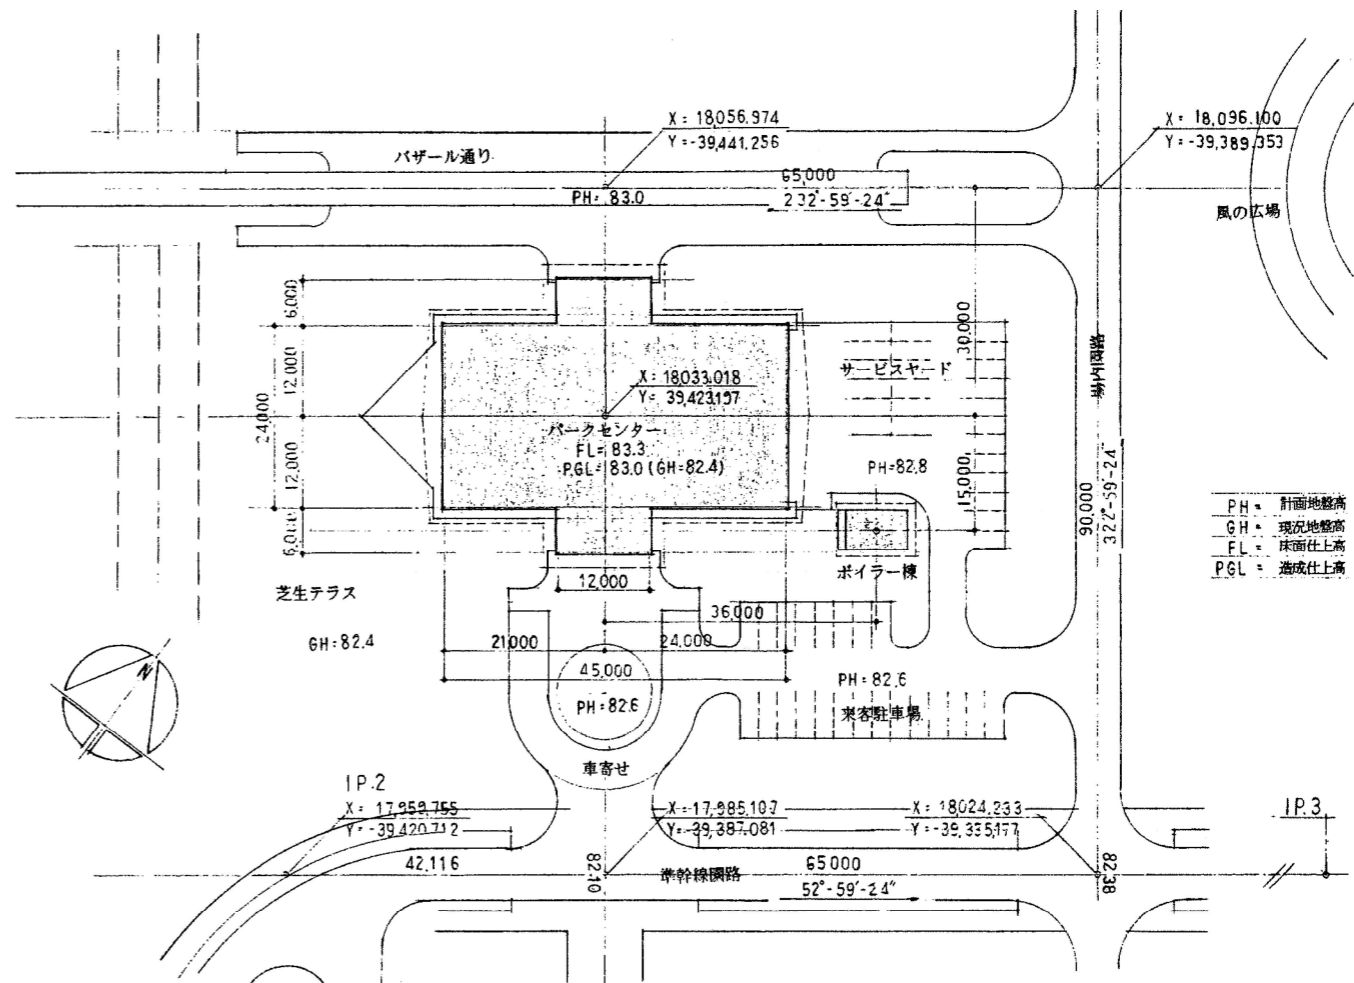 X = 18,056.974
Y = -39,441.256
X = 18,096.100
Y = -39,389.353
バザール通り
65,000
PH = 83.0
232°-59′-24″
風の広場
6,000
12,000
24,000
12,000
6,000
30,000
場内園路
サービスヤード
X = 18,033.018
Y = 39,423.197
パークセンター
FL = 83.3
PGL = 83.0 (GH=82.4)
PH=82.8
15,000
90,000
322°-59′-24″
PH = 計画地盤高
GH = 現況地盤高
FL = 床面仕上高
PGL = 造成仕上高
ボイラー棟
12,000
芝生テラス
36,000
GH=82.4
21,000
24,000
45,000
N
PH=82.6
PH=82.6
来客駐車場
車寄せ
IP.2
X = 17,959.755
Y = -39,420.712
X = 17,985.107
Y = -39,387.081
X = 18,024.233
Y = -39,335.177
IP.3
42,116
82.10
準幹線園路
65,000
82.38
52°-59′-24″